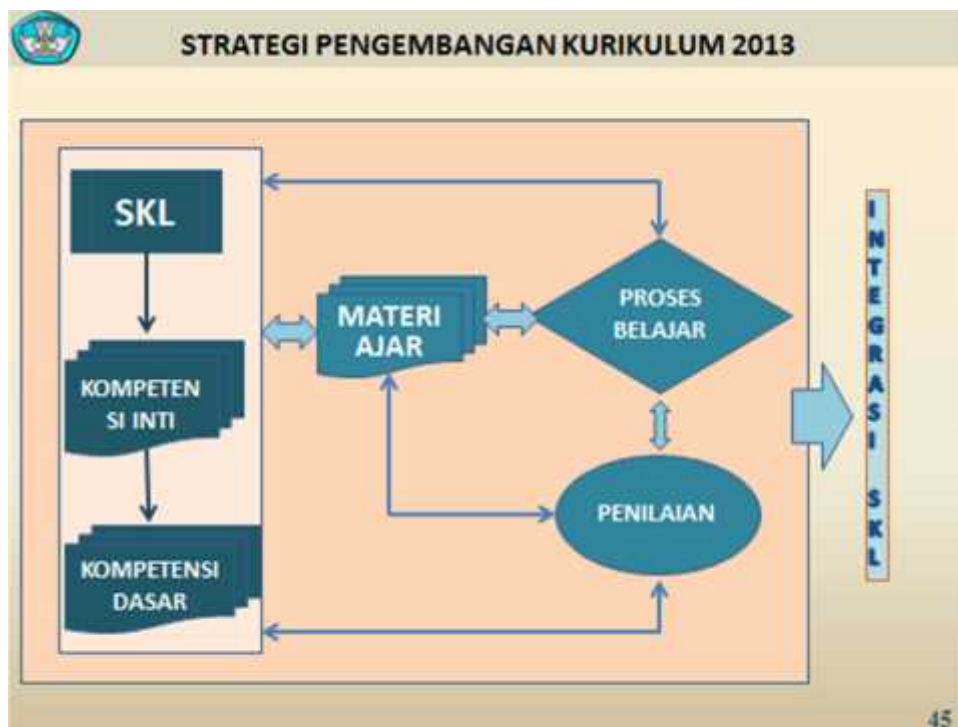 STRATEGI PENGEMBANGAN KURIKULUM 2013
SKL
KOMPETEN
SI INTI
KOMPETENSI
DASAR
MATERI
AJAR
PROSES
BELAJAR
PENILAIAN
INTEGRASI SKL
45